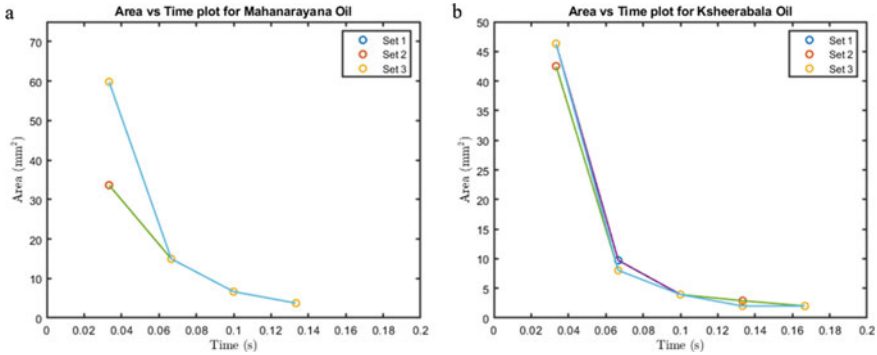 a
Area vs Time plot for Mahanarayana Oil
70
60
50
40
30
20
10
0
Area (mm²)
0 0.02 0.04 0.06 0.08 0.1 0.12 0.14 0.16 0.18 0.2
Time (s)
Set 1
Set 2
Set 3
b
Area vs Time plot for Ksheerabala Oil
50
45
40
35
30
25
20
15
10
5
0
Area (mm²)
0 0.02 0.04 0.06 0.08 0.1 0.12 0.14 0.16 0.18 0.2
Time (s)
Set 1
Set 2
Set 3